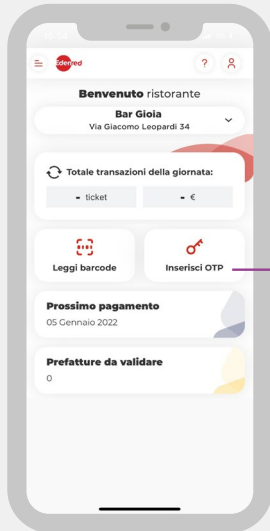 Edenred
?
Benvenuto ristorante
Bar Gioia
Via Giacomo Leopardi 34
Totale transazioni della giornata:
- ticket - €
Leggi barcode Inserisci OTP
Prossimo pagamento
05 Gennaio 2022
Prefatture da validare
0